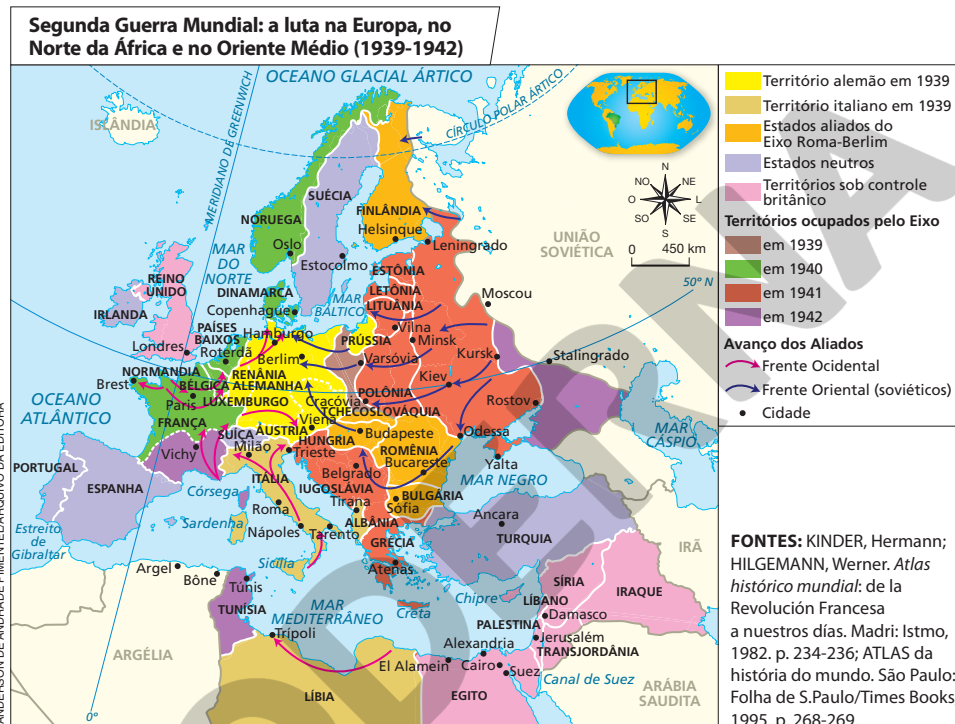 Segunda Guerra Mundial: a luta na Europa, no
Norte da África e no Oriente Médio (1939-1942)
OCEANO GLACIAL ÁRTICO
CÍRCULO POLAR ÁRTICO
MERIDIANO DE GREENWICH
ISLÂNDIA
SUÉCIA
NORUEGA
FINLÂNDIA
Helsinque
Oslo
Leningrado
UNIÃO
SOVIÉTICA
MAR
DO
NORTE
Estocolmo
ESTÔNIA
REINO
UNIDO
DINAMARCA
MAR
BÁLTICO
LETÔNIA
LITUÂNIA
Moscou
50° N
IRLANDA
Copenhague
PAÍSES
BAIXOS
Hamburgo
Vilna
PRÚSSIA
Minsk
Londres
Roterdã
Berlim
Varsóvia
Kursk
Stalingrado
NORMANDIA
RENÂNIA
Brest
BÉLGICA
ALEMANHA
Kiev
POLÔNIA
Cracóvia
Rostov
OCEANO
ATLÂNTICO
Paris
LUXEMBURGO
TCHECOSLOVÁQUIA
Viena
FRANÇA
SUÍÇA
ÁUSTRIA
HUNGRIA
Budapeste
Odessa
MAR
CÁSPIO
Vichy
Milão
Trieste
ROMÊNIA
Bucareste
Yalta
PORTUGAL
ESPANHA
Córsega
ITÁLIA
Belgrado
IUGOSLÁVIA
MAR NEGRO
Roma
Tirana
BULGÁRIA
Sófia
Sardenha
Nápoles
Tarento
ALBÂNIA
Ancara
Estreito
de
Gibraltar
GRÉCIA
TURQUIA
IRÃ
Sicília
Argel
Bône
Túnis
Atenas
SÍRIA
IRAQUE
TUNÍSIA
MAR
MEDITERRÂNEO
Creta
Chipre
LÍBANO
Damasco
Trípoli
PALESTINA
Alexandria
Jerusalém
TRANSJORDÂNIA
ARGÉLIA
El Alamein
Cairo
Suez
Canal de Suez
LÍBIA
EGITO
ARÁBIA
SAUDITA
0°
N
NO
NE
O
L
SO
SE
S
0
450 km
Território alemão em 1939
Território italiano em 1939
Estados aliados do
Eixo Roma-Berlim
Estados neutros
Territórios sob controle
britânico
Territórios ocupados pelo Eixo
em 1939
em 1940
em 1941
em 1942
Avanço dos Aliados
Frente Ocidental
Frente Oriental (soviéticos)
Cidade
FONTES: KINDER, Hermann;
HILGEMANN, Werner. Atlas
histórico mundial: de la
Revolución Francesa
a nuestros días. Madri: Istmo,
1982. p. 234-236; ATLAS da
história do mundo. São Paulo:
Folha de S.Paulo/Times Books
1995. p. 268-269
ANDERSON DE ANDRADE PIMENTEL/ARQUIVO DA EDITORA